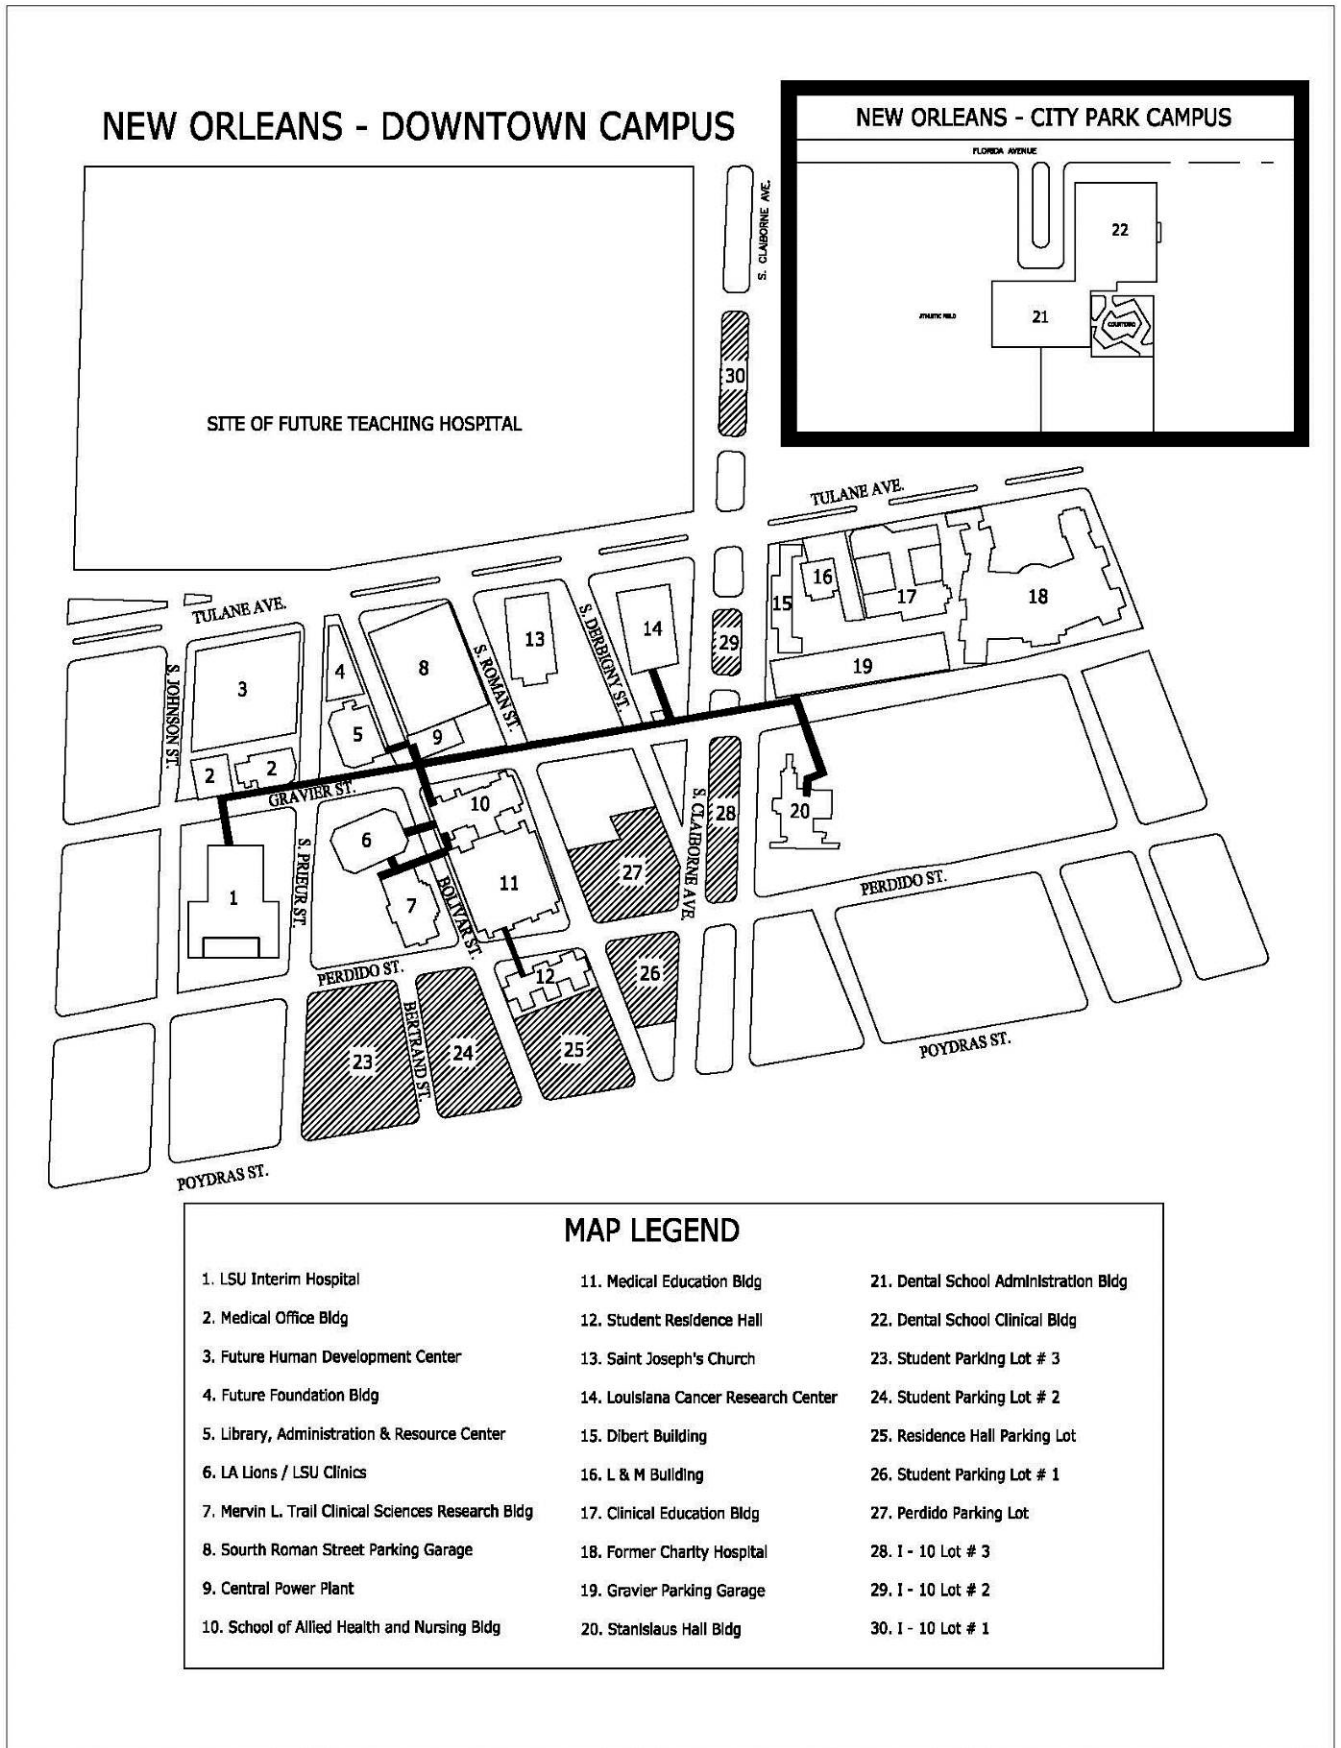 NEW ORLEANS - DOWNTOWN CAMPUS
NEW ORLEANS - CITY PARK CAMPUS
FLORIDA AVENUE
22
21
ATHLETIC FIELD
COURTYARD
S. CLAIBORNE AVE.
30
SITE OF FUTURE TEACHING HOSPITAL
TULANE AVE.
TULANE AVE.
S. JOHNSON ST.
3
4
8
S. ROMAN ST.
13
S. DERBIGNY ST.
14
29
15
16
17
18
19
5
9
2
2
GRAVIER ST.
10
6
S. PRIEUR ST.
1
7
BOLIVAR ST.
11
27
S. CLAIBORNE AVE.
28
20
PERDIDO ST.
PERDIDO ST.
12
26
23
BERTRAND ST.
24
25
POYDRAS ST.
POYDRAS ST.
MAP LEGEND
1. LSU Interim Hospital
2. Medical Office Bldg
3. Future Human Development Center
4. Future Foundation Bldg
5. Library, Administration & Resource Center
6. LA Lions / LSU Clinics
7. Mervin L. Trail Clinical Sciences Research Bldg
8. Sourth Roman Street Parking Garage
9. Central Power Plant
10. School of Allied Health and Nursing Bldg
11. Medical Education Bldg
12. Student Residence Hall
13. Saint Joseph's Church
14. Louisiana Cancer Research Center
15. Dibert Building
16. L & M Building
17. Clinical Education Bldg
18. Former Charity Hospital
19. Gravier Parking Garage
20. Stanislaus Hall Bldg
21. Dental School Administration Bldg
22. Dental School Clinical Bldg
23. Student Parking Lot # 3
24. Student Parking Lot # 2
25. Residence Hall Parking Lot
26. Student Parking Lot # 1
27. Perdido Parking Lot
28. I - 10 Lot # 3
29. I - 10 Lot # 2
30. I - 10 Lot # 1